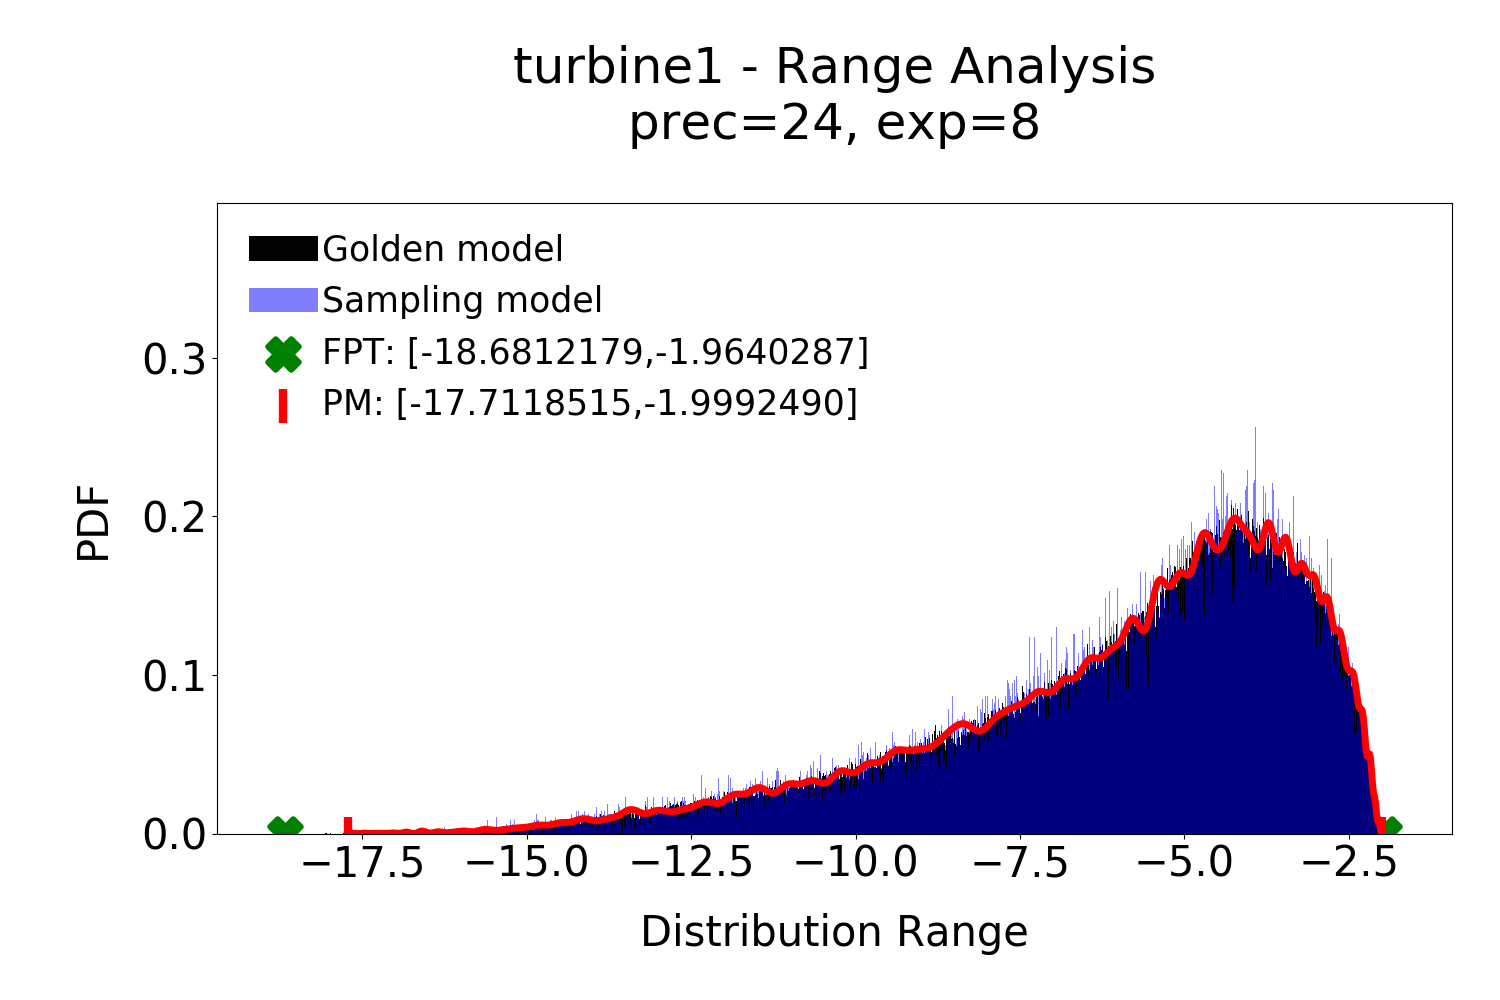 turbine1 - Range Analysis
prec=24, exp=8
Golden model
Sampling model
FPT: [-18.6812179,-1.9640287]
PM: [-17.7118515,-1.9992490]
PDF
0.3
0.2
0.1
0.0
−17.5 −15.0 −12.5 −10.0 −7.5 −5.0 −2.5
Distribution Range